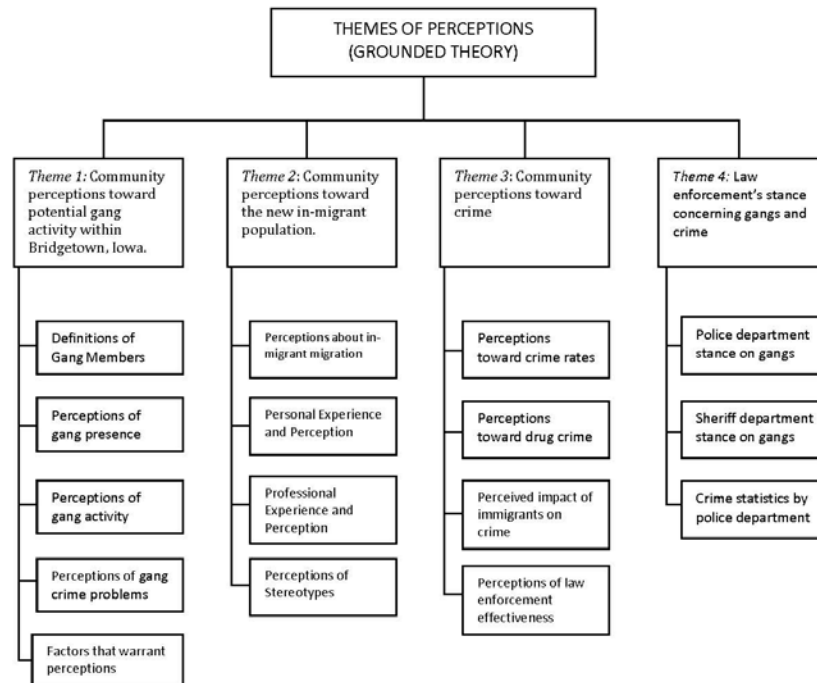 THEMES OF PERCEPTIONS
(GROUNDED THEORY)
Theme 1: Community
perceptions toward
potential gang
activity within
Bridgetown, Iowa.
Definitions of
Gang Members
Perceptions of
gang presence
Perceptions of
gang activity
Perceptions of gang
crime problems
Factors that warrant
perceptions
Theme 2: Community
perceptions toward
the new in-migrant
population.
Perceptions about in-
migrant migration
Personal Experience
and Perception
Professional
Experience and
Perception
Perceptions of
Stereotypes
Theme 3: Community
perceptions toward
crime
Perceptions
toward crime rates
Perceptions
toward drug crime
Perceived impact of
immigrants on
crime
Perceptions of law
enforcement
effectiveness
Theme 4: Law
enforcement's stance
concerning gangs and
crime
Police department
stance on gangs
Sheriff department
stance on gangs
Crime statistics by
police department